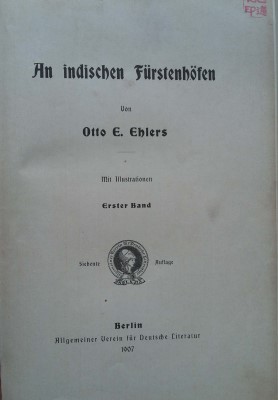 An indischen Fürstenhöfen
Von
Otto E. Ehlers
Mit Illustrationen
Erster Band
Siebente Auflage
Berlin
Allgemeiner Verein für Deutsche Literatur
1907